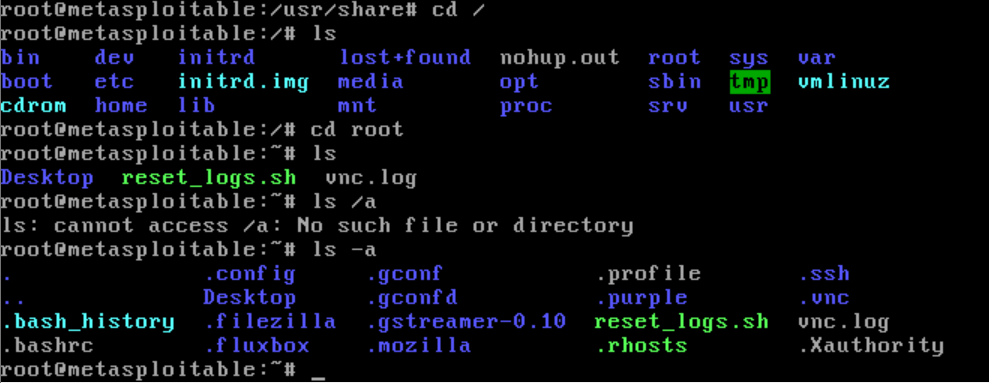 root@metasploitable:/usr/share# cd /
root@metasploitable:/# ls
bin    dev   initrd      lost+found  nohup.out  root  sys  var
boot   etc   initrd.img  media       opt        sbin  tmp  vmlinuz
cdrom  home  lib         mnt         proc       srv   usr
root@metasploitable:/# cd root
root@metasploitable:~# ls
Desktop  reset_logs.sh  vnc.log
root@metasploitable:~# ls /a
ls: cannot access /a: No such file or directory
root@metasploitable:~# ls -a
.              .config     .gconf          .profile       .ssh
..             Desktop     .gconfd         .purple        .vnc
.bash_history  .filezilla  .gstreamer-0.10  reset_logs.sh  vnc.log
.bashrc        .fluxbox    .mozilla        .rhosts        .Xauthority
root@metasploitable:~# _